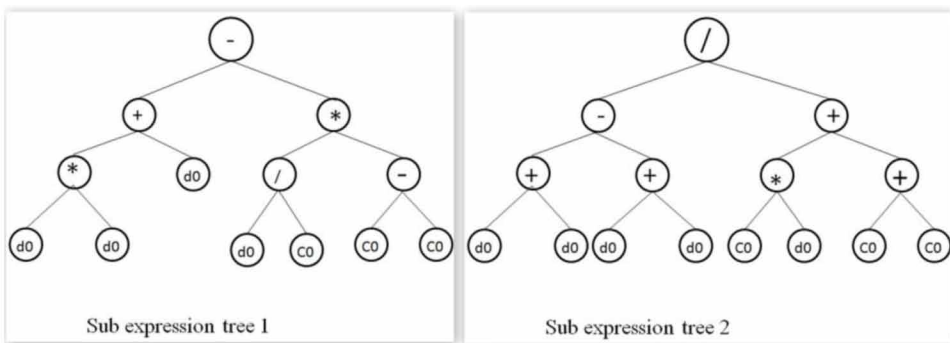 - /
+ * - +
* d0 / - + + * +
d0 d0 d0 C0 C0 C0 d0 d0 d0 d0 C0 d0 C0 C0
Sub expression tree 1 Sub expression tree 2